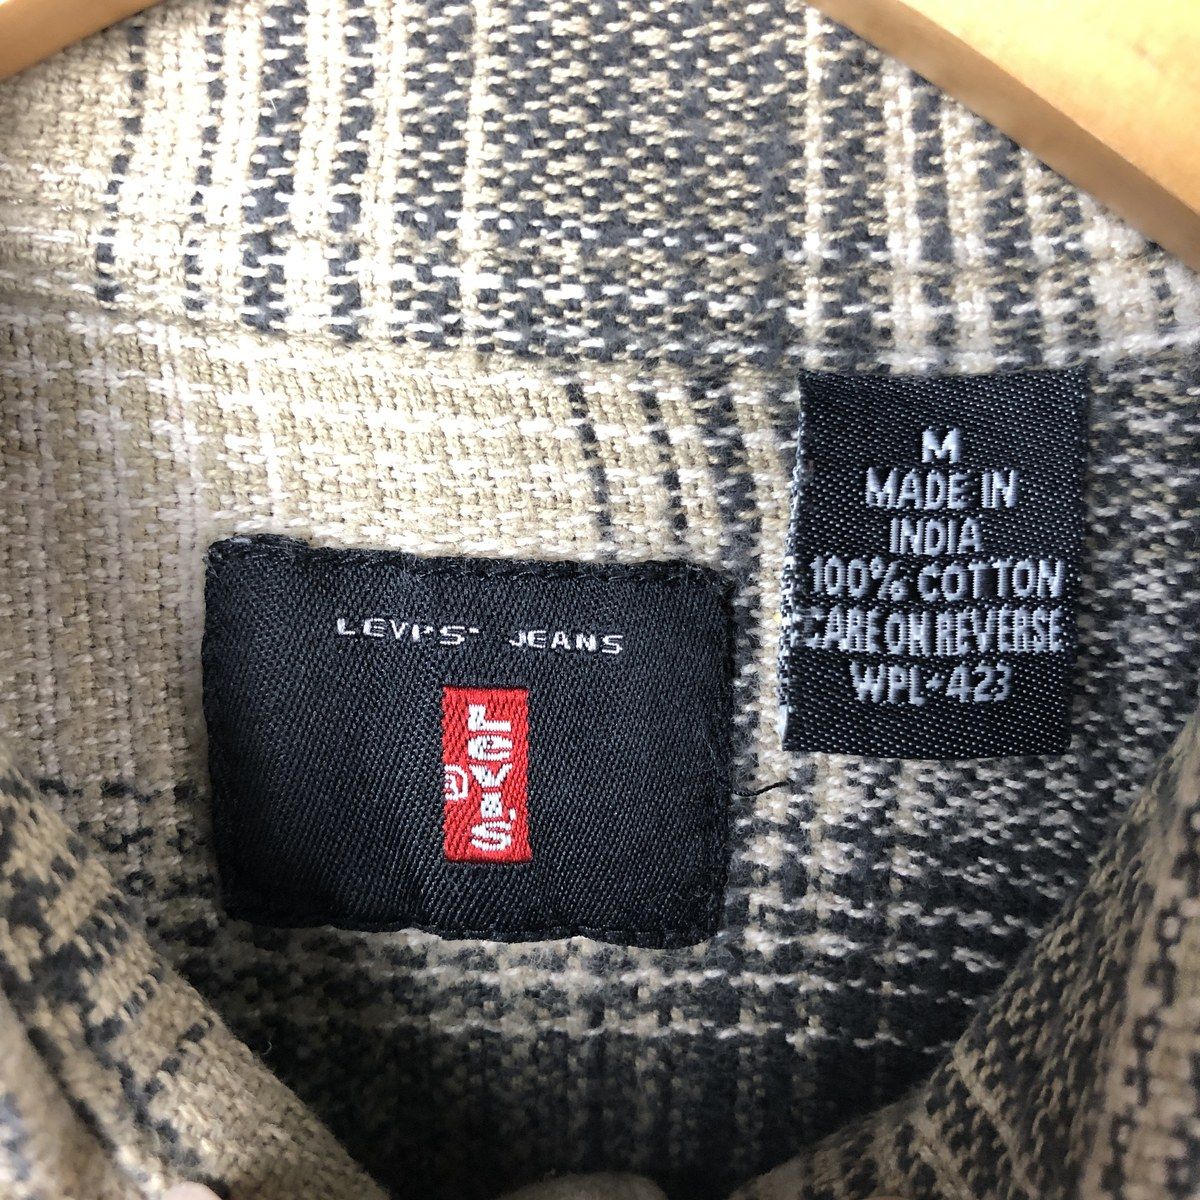 M
MADE IN
INDIA
100% COTTON
CARE ON REVERSE
WPL-423
LEVI'S® JEANS
LEVI'S
®